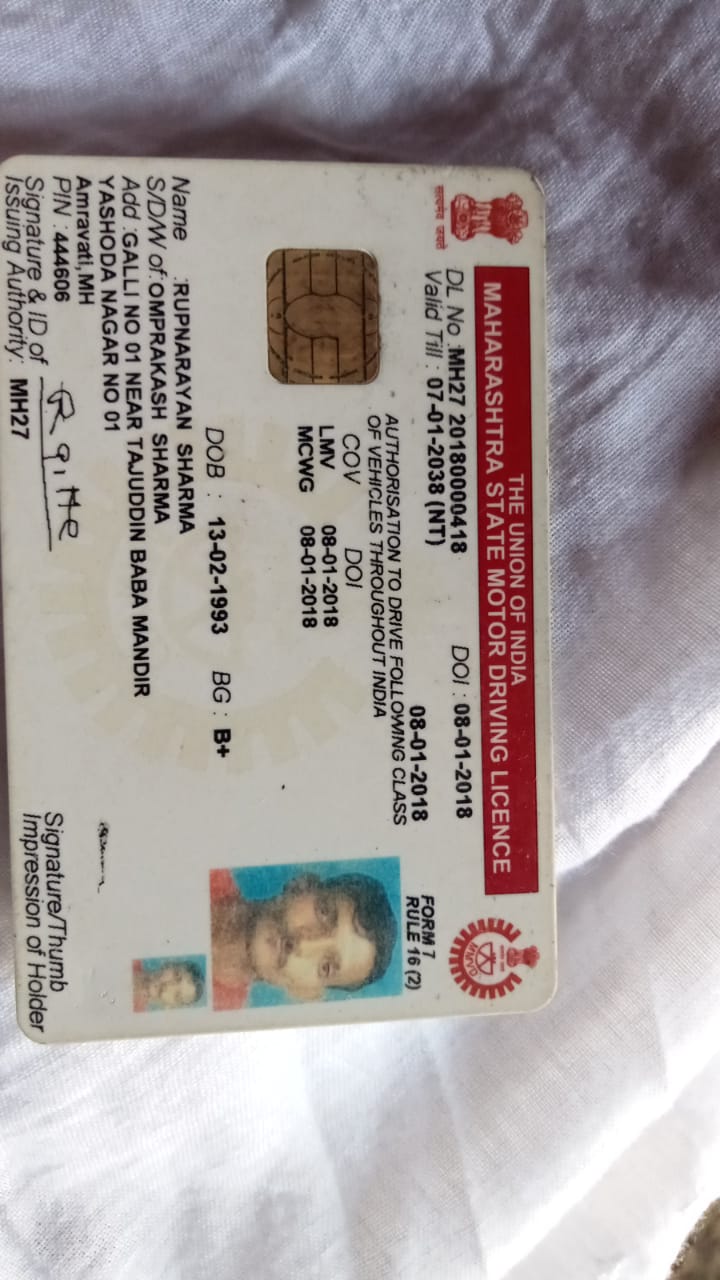 THE UNION OF INDIA
MAHARASHTRA STATE MOTOR DRIVING LICENCE
सत्यमेव जयते
DL No : MH27 20180000418 DOI : 08-01-2018
Valid Till : 07-01-2038 (NT) 08-01-2018
FORM 7
RULE 16 (2)
AUTHORISATION TO DRIVE FOLLOWING CLASS
OF VEHICLES THROUGHOUT INDIA
COV DOI
LMV 08-01-2018
MCWG 08-01-2018
DOB : 13-02-1993 BG : B+
Name : RUPNARAYAN SHARMA
S/D/W of : OMPRAKASH SHARMA
Add : GALLI NO 01 NEAR TAJUDDIN BABA MANDIR
YASHODA NAGAR NO 01
Amravati,MH
PIN : 444606
Signature & ID of
Issuing Authority: MH27
Signature/Thumb
Impression of Holder